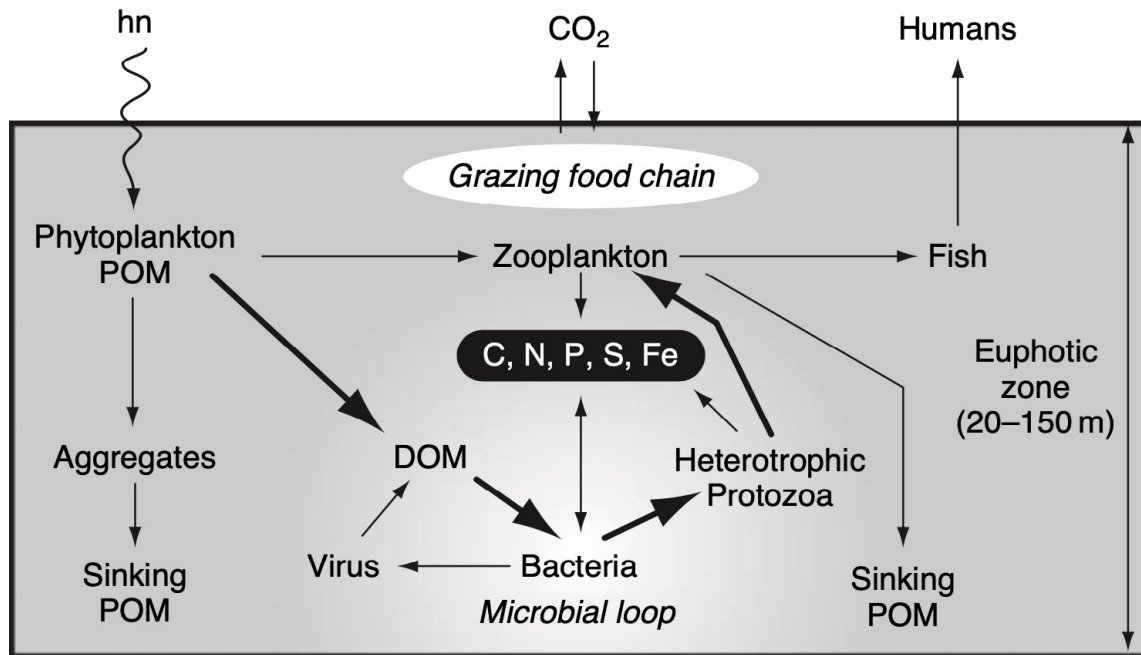 hn
CO₂
Humans
Grazing food chain
Phytoplankton
POM
Zooplankton
Fish
C, N, P, S, Fe
Euphotic
zone
(20–150 m)
Aggregates
DOM
Heterotrophic
Protozoa
Sinking
POM
Virus
Bacteria
Microbial loop
Sinking
POM